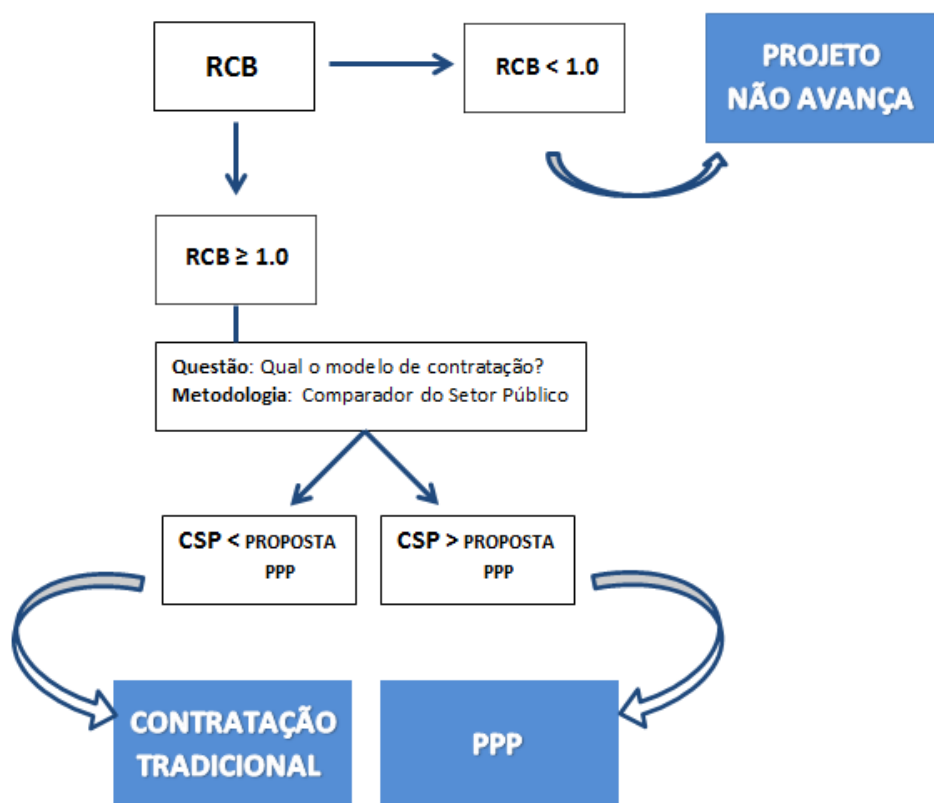 RCB
RCB < 1.0
PROJETO
NÃO AVANÇA
RCB ≥ 1.0
Questão: Qual o modelo de contratação?
Metodologia: Comparador do Setor Público
CSP < PROPOSTA
PPP
CSP > PROPOSTA
PPP
CONTRATAÇÃO
TRADICIONAL
PPP